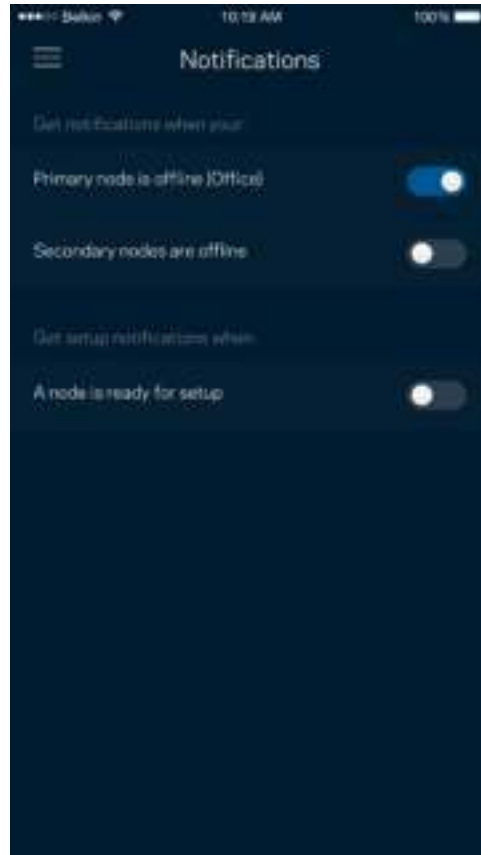 Belkin 10:19 AM 100%
Notifications
Get notifications when your:
Primary node is offline (Office)
Secondary nodes are offline
Get setup notifications when:
A node is ready for setup